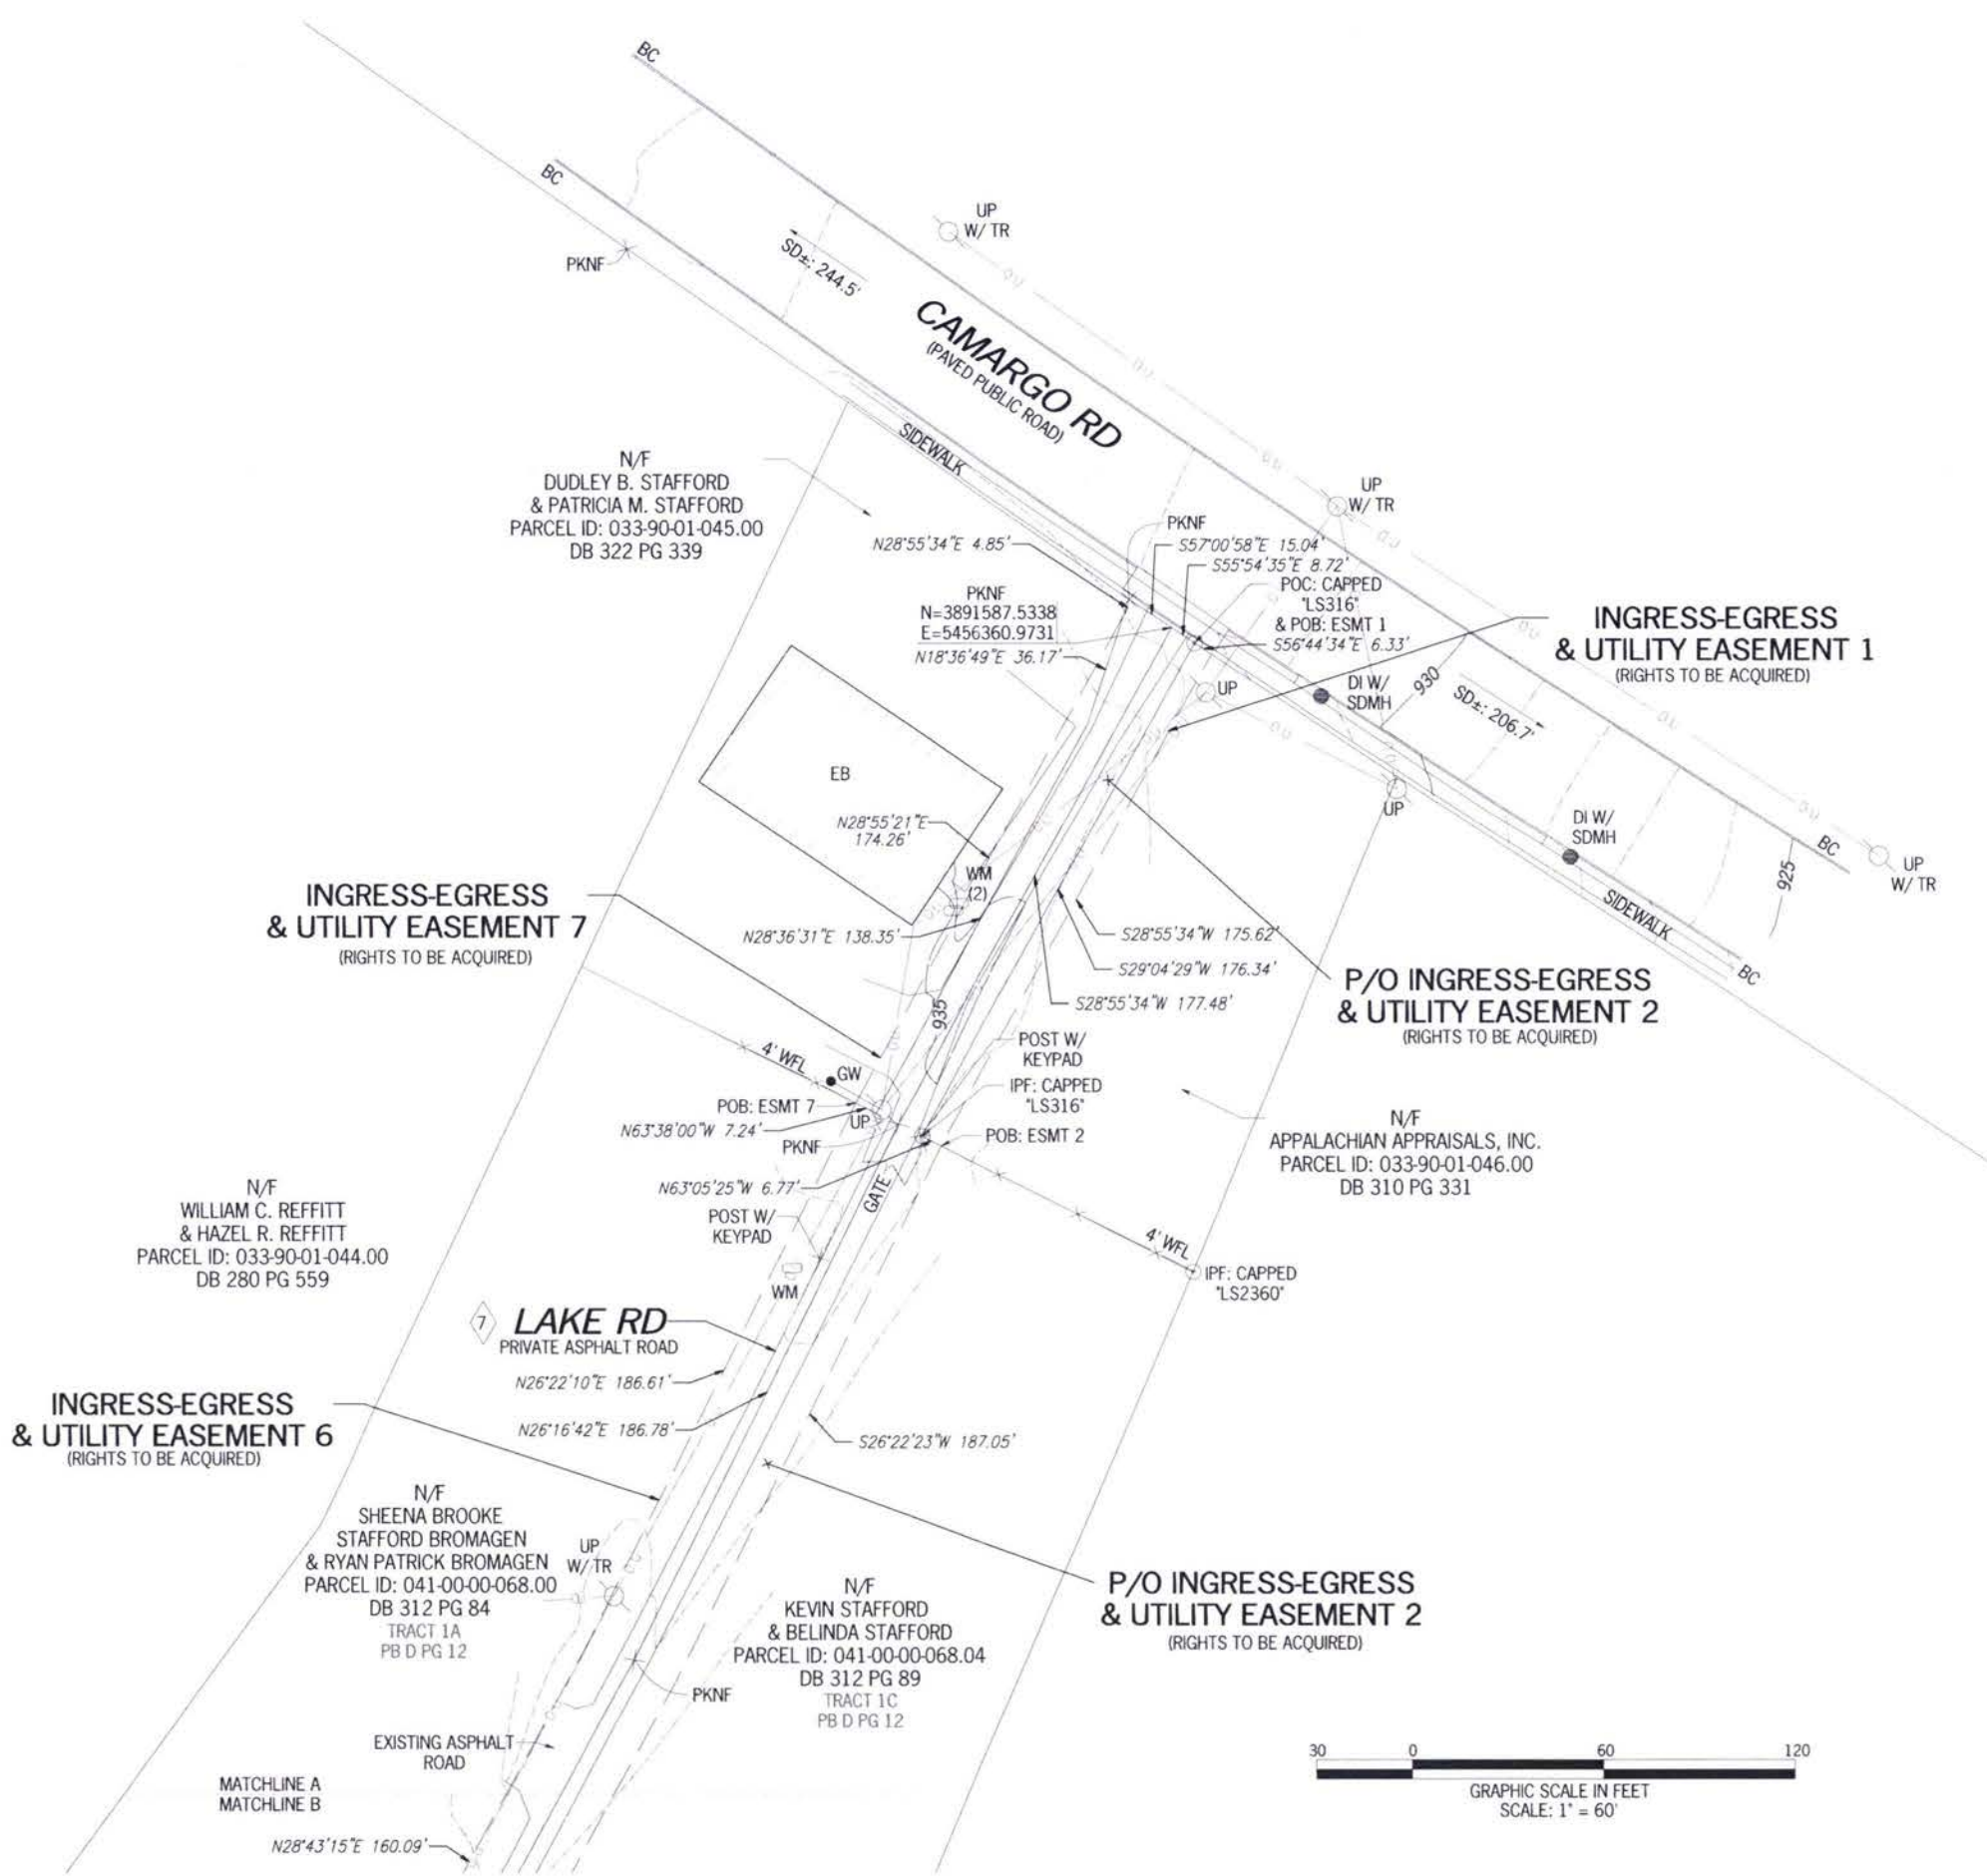 BC
BC
UP
W/ TR
PKNF
SD±: 244.5'
CAMARGO RD
(PAVED PUBLIC ROAD)
SIDEWALK
N/F
DUDLEY B. STAFFORD
& PATRICIA M. STAFFORD
PARCEL ID: 033-90-01-045.00
DB 322 PG 339
UP
W/ TR
PKNF
N28°55'34"E 4.85'
S57°00'58"E 15.04'
S55°54'35"E 8.72'
POC: CAPPED
"LS316"
& POB: ESMT 1
S56°44'34"E 6.33'
PKNF
N=3891587.5338
E=5456360.9731
N18°36'49"E 36.17'
INGRESS-EGRESS
& UTILITY EASEMENT 1
(RIGHTS TO BE ACQUIRED)
UP
DI W/
SDMH
930
SD±: 206.7'
EB
UP
DI W/
SDMH
BC
UP
W/ TR
925
SIDEWALK
BC
N28°55'21"E
174.26'
WM
(2)
INGRESS-EGRESS
& UTILITY EASEMENT 7
(RIGHTS TO BE ACQUIRED)
N28°36'31"E 138.35'
S28°55'34"W 175.62'
S29°04'29"W 176.34'
S28°55'34"W 177.48'
P/O INGRESS-EGRESS
& UTILITY EASEMENT 2
(RIGHTS TO BE ACQUIRED)
935
4' WFL
GW
POST W/
KEYPAD
IPF: CAPPED
"LS316"
POB: ESMT 7
UP
N63°38'00"W 7.24'
PKNF
POB: ESMT 2
N63°05'25"W 6.77'
GATE
POST W/
KEYPAD
WM
N/F
APPALACHIAN APPRAISALS, INC.
PARCEL ID: 033-90-01-046.00
DB 310 PG 331
4' WFL
IPF: CAPPED
"LS2360"
N/F
WILLIAM C. REFFITT
& HAZEL R. REFFITT
PARCEL ID: 033-90-01-044.00
DB 280 PG 559
7
LAKE RD
PRIVATE ASPHALT ROAD
N26°22'10"E 186.61'
N26°16'42"E 186.78'
S26°22'23"W 187.05'
INGRESS-EGRESS
& UTILITY EASEMENT 6
(RIGHTS TO BE ACQUIRED)
N/F
SHEENA BROOKE
STAFFORD BROMAGEN
& RYAN PATRICK BROMAGEN
PARCEL ID: 041-00-00-068.00
DB 312 PG 84
TRACT 1A
PB D PG 12
UP
W/ TR
N/F
KEVIN STAFFORD
& BELINDA STAFFORD
PARCEL ID: 041-00-00-068.04
DB 312 PG 89
TRACT 1C
PB D PG 12
P/O INGRESS-EGRESS
& UTILITY EASEMENT 2
(RIGHTS TO BE ACQUIRED)
PKNF
EXISTING ASPHALT
ROAD
MATCHLINE A
MATCHLINE B
N28°43'15"E 160.09'
30 0 60 120
GRAPHIC SCALE IN FEET
SCALE: 1" = 60'